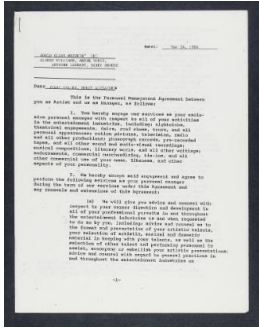 This is the Personal Management Agreement between
you as Artist and us as Manager, as follows:
1. You hereby engage our services as your exclu-
sive personal manager with respect to all of your activities
in the entertainment industries, including: nightclubs,
theatrical engagements, fairs, road shows, tours, and all
personal appearances; motion pictures, television, radio
and all other productions; phonograph records, pre-recorded
tapes, and all other sound and multi-visual recordings;
musical compositions, literary works, and all other writings;
endorsements, commercial merchandising, tie-ins, and all
other commercial use of your name, likeness, and other
aspects of your personality.
2. We hereby accept said engagement and agree to
perform the following services as your personal manager
during the term of our services under this Agreement and
any renewals and extensions of this Agreement:
(a) We will give you advice and counsel with
respect to your career direction and development in
all of your professional pursuits in and throughout
the entertainment industries as and when requested
to do so by you. This will include advice and counsel as to
the format and presentation of your artistic talents,
your selection of artistic, musical and dramatic
material in keeping with your talents, as well as the
selection of other talent and performing personnel to
assist, accompany or embellish your artistic presentations;
advice and counsel with regard to general practices in
and throughout the entertainment industries as
-1-